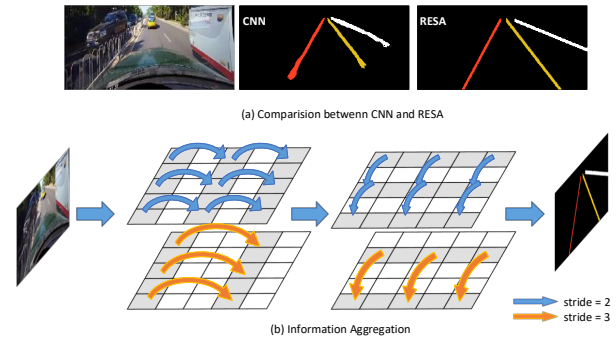 CNN
RESA
(a) Comparision betwenn CNN and RESA
stride = 2
stride = 3
(b) Information Aggregation